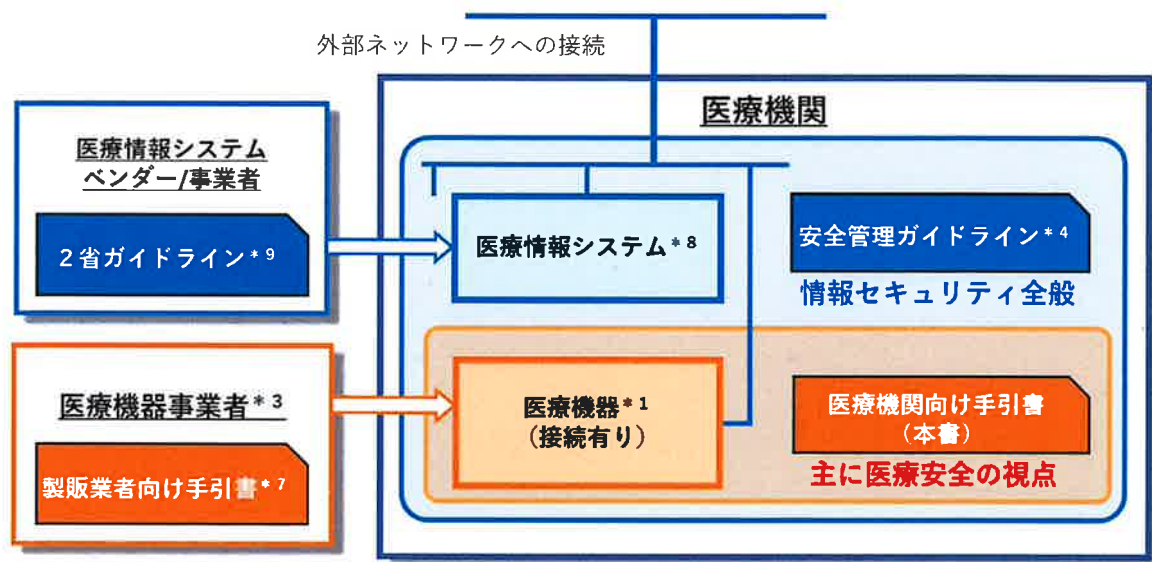 外部ネットワークへの接続
医療機関
医療情報システム
ベンダー/事業者
2省ガイドライン*9
医療情報システム*8
安全管理ガイドライン*4
情報セキュリティ全般
医療機器事業者*3
製販業者向け手引書*7
医療機器*1
(接続有り)
医療機関向け手引書
(本書)
主に医療安全の視点